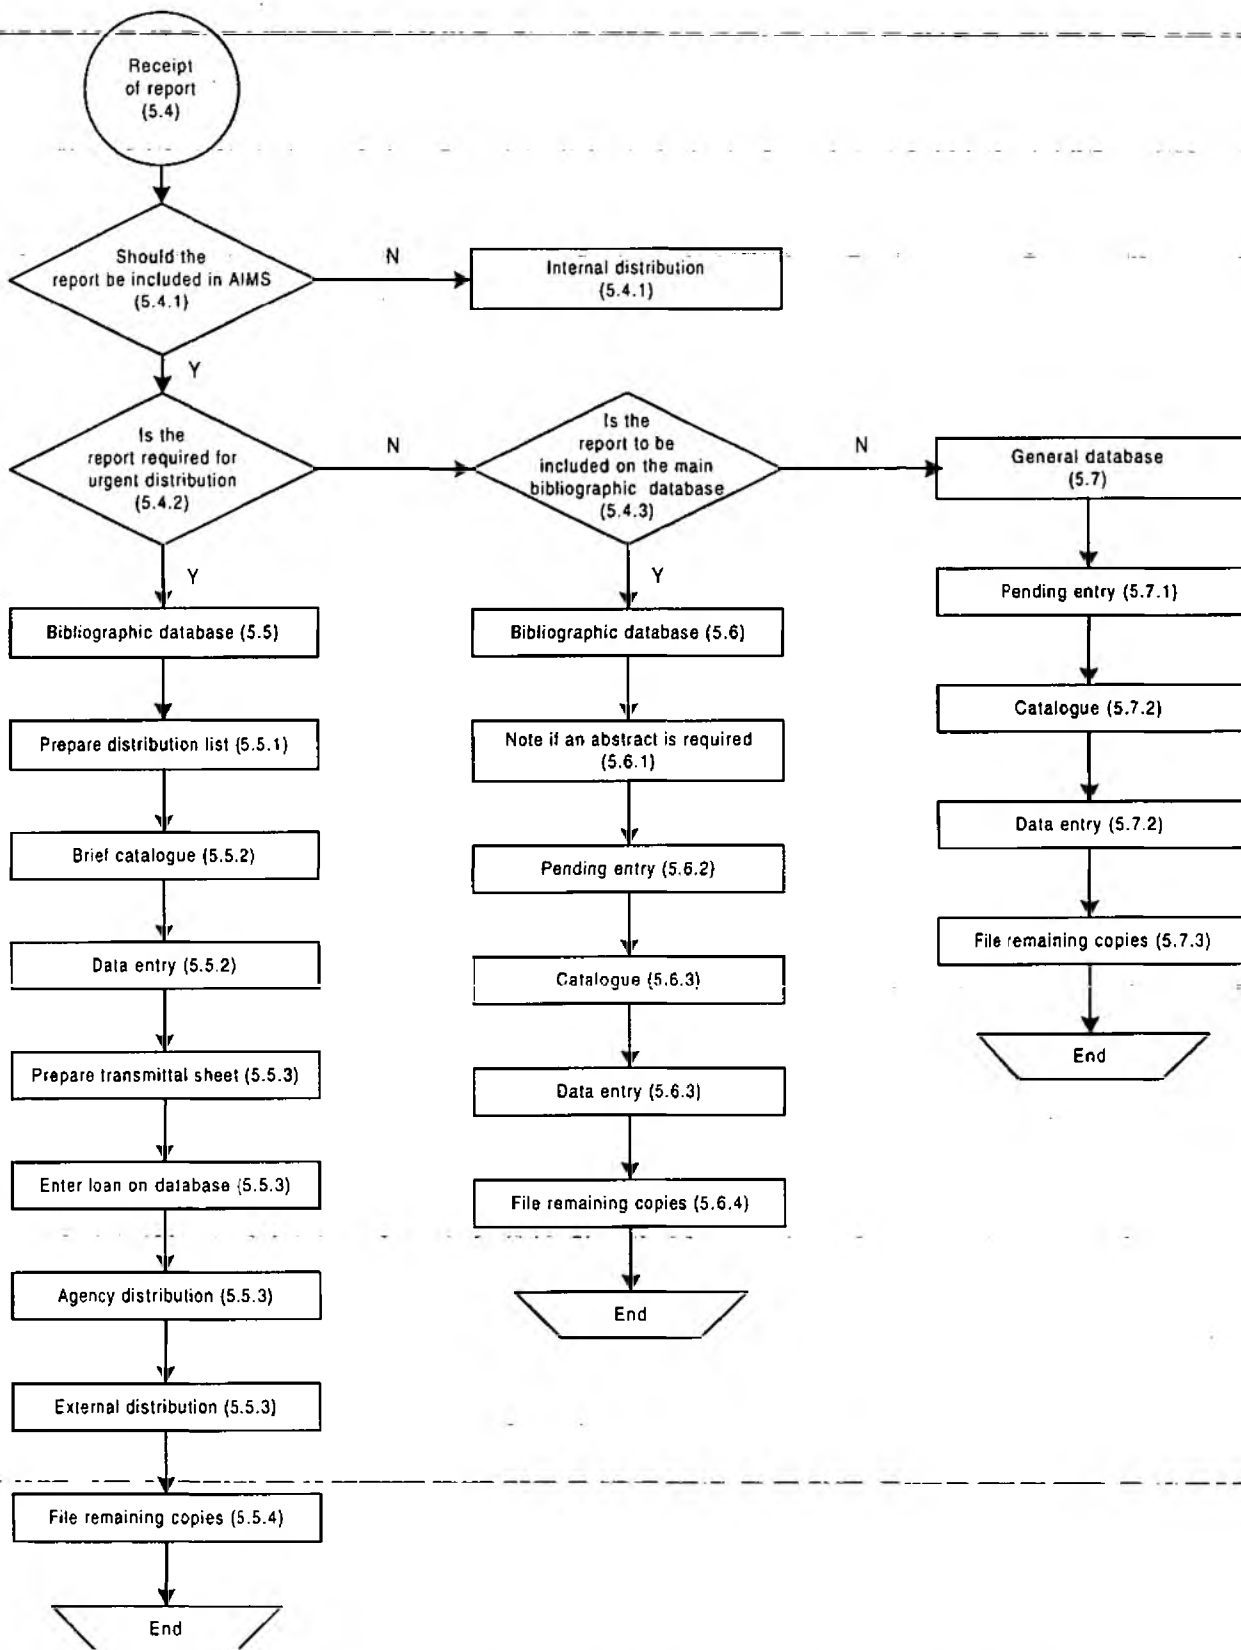 Receipt
of report
(5.4)
Should the
report be included in AIMS
(5.4.1)
N
Internal distribution
(5.4.1)
Y
Is the
report required for
urgent distribution
(5.4.2)
N
Is the
report to be
included on the main
bibliographic database
(5.4.3)
N
General database
(5.7)
Y
Bibliographic database (5.5)
Prepare distribution list (5.5.1)
Brief catalogue (5.5.2)
Data entry (5.5.2)
Prepare transmittal sheet (5.5.3)
Enter loan on database (5.5.3)
Agency distribution (5.5.3)
External distribution (5.5.3)
File remaining copies (5.5.4)
End
Y
Bibliographic database (5.6)
Note if an abstract is required
(5.6.1)
Pending entry (5.6.2)
Catalogue (5.6.3)
Data entry (5.6.3)
File remaining copies (5.6.4)
End
Pending entry (5.7.1)
Catalogue (5.7.2)
Data entry (5.7.2)
File remaining copies (5.7.3)
End